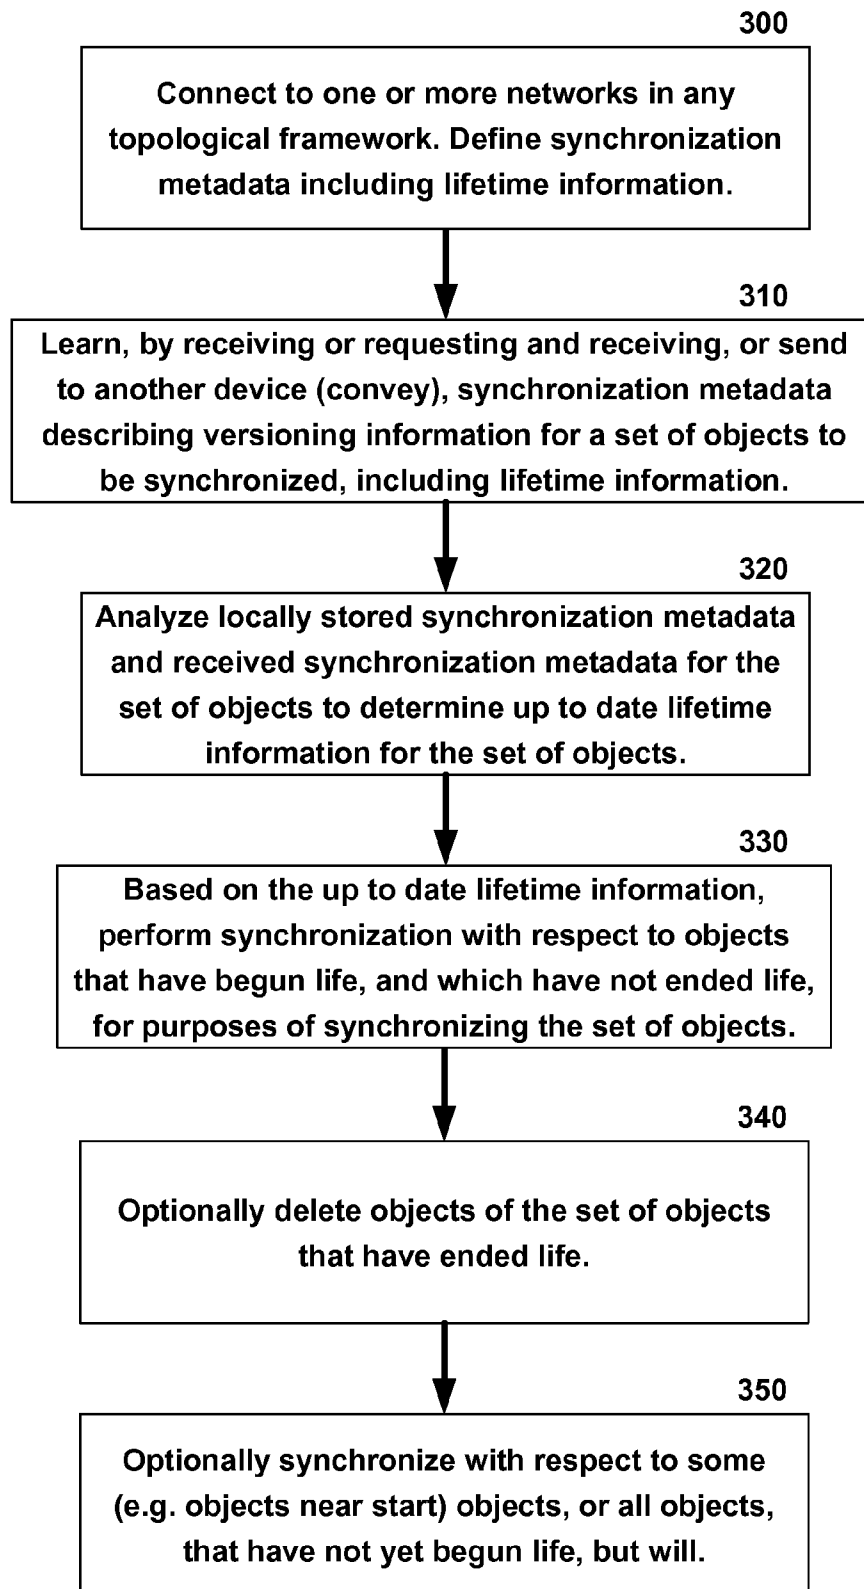 300
Connect to one or more networks in any
topological framework. Define synchronization
metadata including lifetime information.
310
Learn, by receiving or requesting and receiving, or send
to another device (convey), synchronization metadata
describing versioning information for a set of objects to
be synchronized, including lifetime information.
320
Analyze locally stored synchronization metadata
and received synchronization metadata for the
set of objects to determine up to date lifetime
information for the set of objects.
330
Based on the up to date lifetime information,
perform synchronization with respect to objects
that have begun life, and which have not ended life,
for purposes of synchronizing the set of objects.
340
Optionally delete objects of the set of objects
that have ended life.
350
Optionally synchronize with respect to some
(e.g. objects near start) objects, or all objects,
that have not yet begun life, but will.